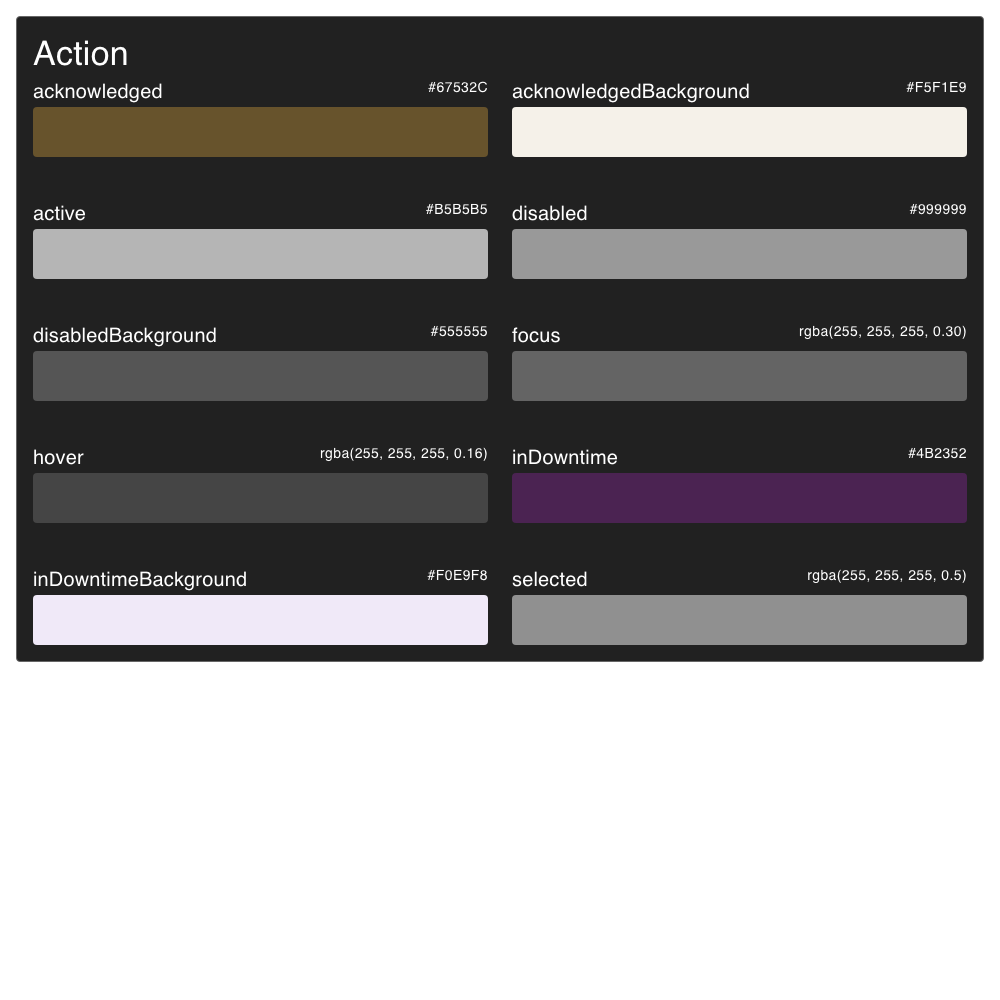 Action
acknowledged #67532C
acknowledgedBackground #F5F1E9
active #B5B5B5
disabled #999999
disabledBackground #555555
focus rgba(255, 255, 255, 0.30)
hover rgba(255, 255, 255, 0.16)
inDowntime #4B2352
inDowntimeBackground #F0E9F8
selected rgba(255, 255, 255, 0.5)